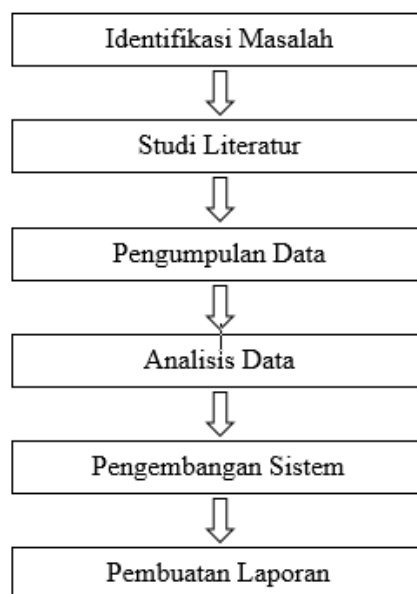 Identifikasi Masalah
Studi Literatur
Pengumpulan Data
Analisis Data
Pengembangan Sistem
Pembuatan Laporan